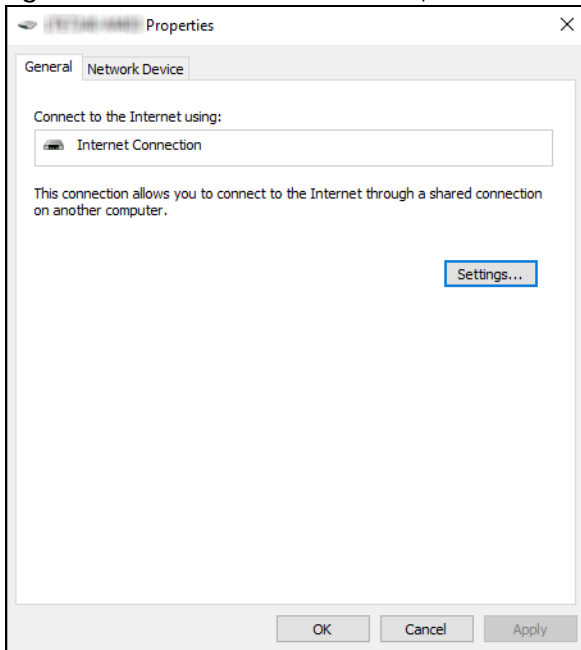 Properties
General Network Device
Connect to the Internet using:
Internet Connection
This connection allows you to connect to the Internet through a shared connection
on another computer.
Settings...
OK Cancel Apply